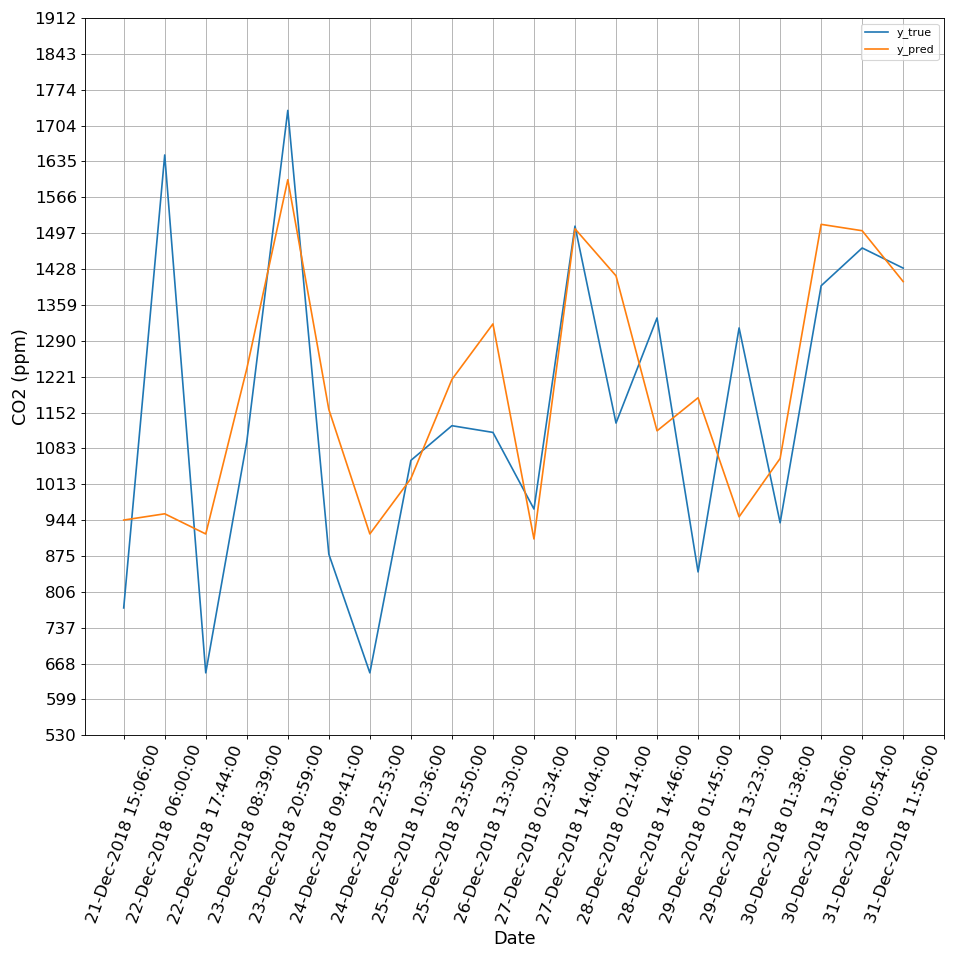 1912
1843
1774
1704
1635
1566
1497
1428
1359
1290
1221
1152
1083
1013
944
875
806
737
668
599
530
CO2 (ppm)
y_true
y_pred
21-Dec-2018 15:06:00
22-Dec-2018 06:00:00
22-Dec-2018 17:44:00
23-Dec-2018 08:39:00
23-Dec-2018 20:59:00
24-Dec-2018 09:41:00
24-Dec-2018 22:53:00
25-Dec-2018 10:36:00
25-Dec-2018 23:50:00
26-Dec-2018 13:30:00
27-Dec-2018 02:34:00
27-Dec-2018 14:04:00
28-Dec-2018 02:14:00
28-Dec-2018 14:46:00
29-Dec-2018 01:45:00
29-Dec-2018 13:23:00
30-Dec-2018 01:38:00
30-Dec-2018 13:06:00
31-Dec-2018 00:54:00
31-Dec-2018 11:56:00
Date